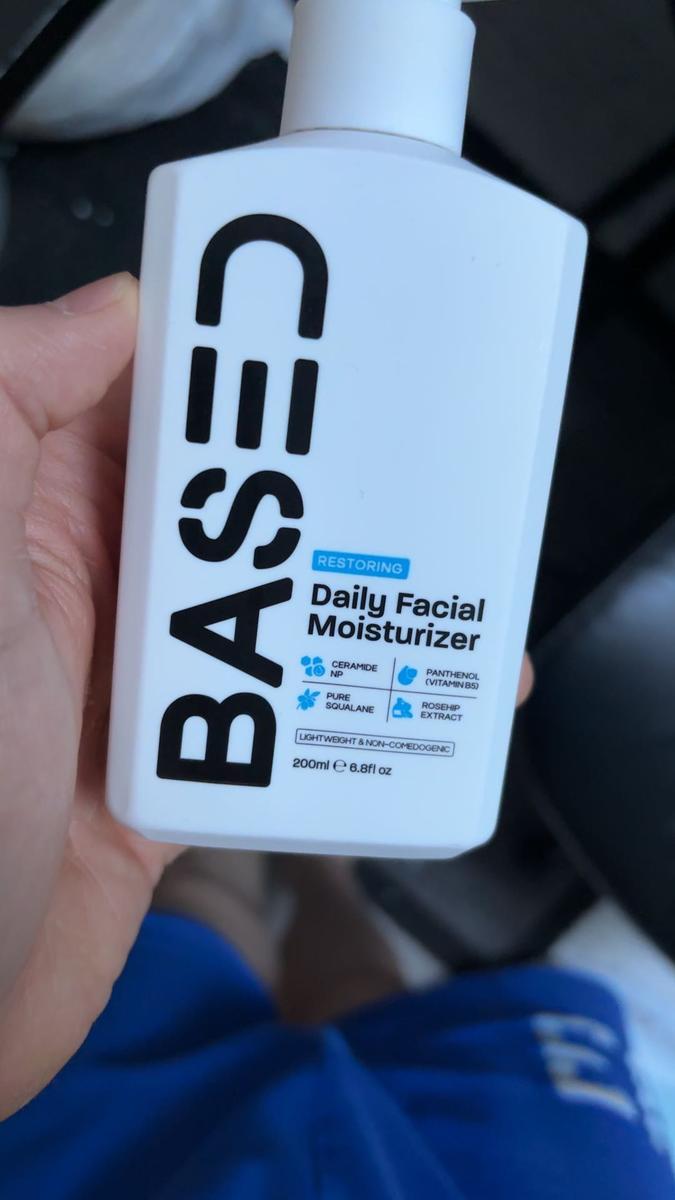 BASED
RESTORING
Daily Facial
Moisturizer
CERAMIDE
NP
PANTHENOL
(VITAMIN B5)
PURE
SQUALANE
ROSEHIP
EXTRACT
LIGHTWEIGHT & NON-COMEDOGENIC
200ml ℮ 6.8fl oz